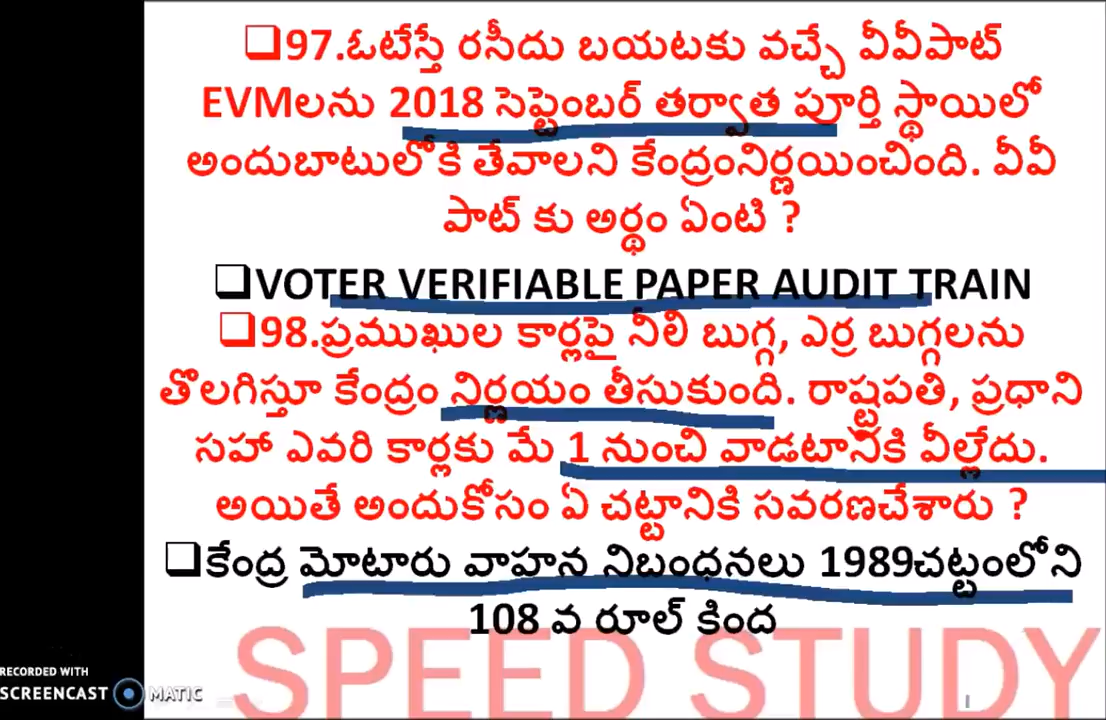 ❑97.ఓటేస్తే రసీదు బయటకు వచ్చే వీవీపాట్
EVMలను 2018 సెప్టెంబర్ తర్వాత పూర్తి స్థాయిలో
అందుబాటులోకి తేవాలని కేంద్రంనిర్ణయించింది. వీవీ
పాట్ కు అర్థం ఏంటి ?
❑VOTER VERIFIABLE PAPER AUDIT TRAIN
❑98.ప్రముఖుల కార్లపై నీలి బుగ్గ, ఎర్ర బుగ్గలను
తొలగిస్తూ కేంద్రం నిర్ణయం తీసుకుంది. రాష్ట్రపతి, ప్రధాని
సహా ఎవరి కార్లకు మే 1 నుంచి వాడటానికి వీల్లేదు.
అయితే అందుకోసం ఏ చట్టానికి సవరణచేశారు ?
❑కేంద్ర మోటారు వాహన నిబంధనలు 1989చట్టంలోని
108 వ రూల్ కింద
SPEED STUDY
RECORDED WITH
SCREENCAST MATIC